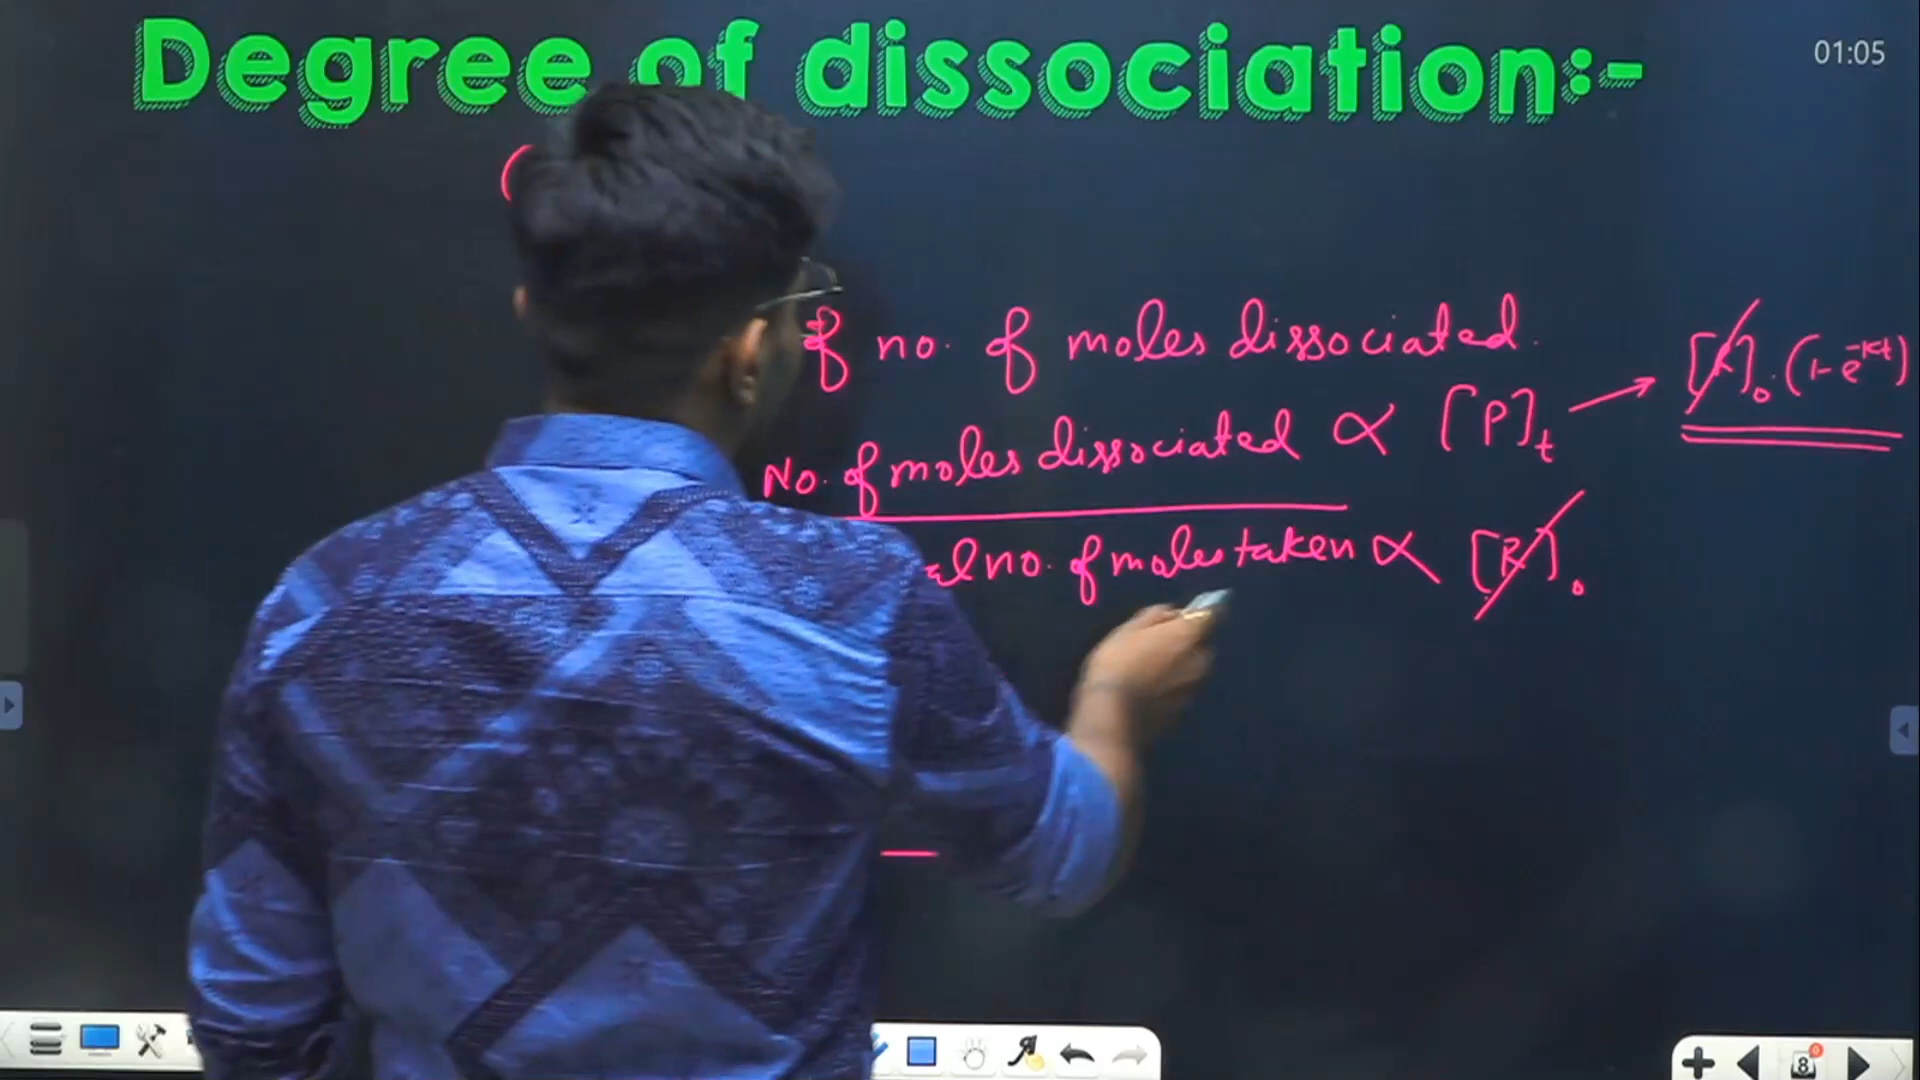 Degree of dissociation:-
01:05
of no. of moles dissociated.
No. of moles dissociated ∝ [P]t → [R]₀.(1-e^-kt)
no. of moles taken ∝ [R]₀
8